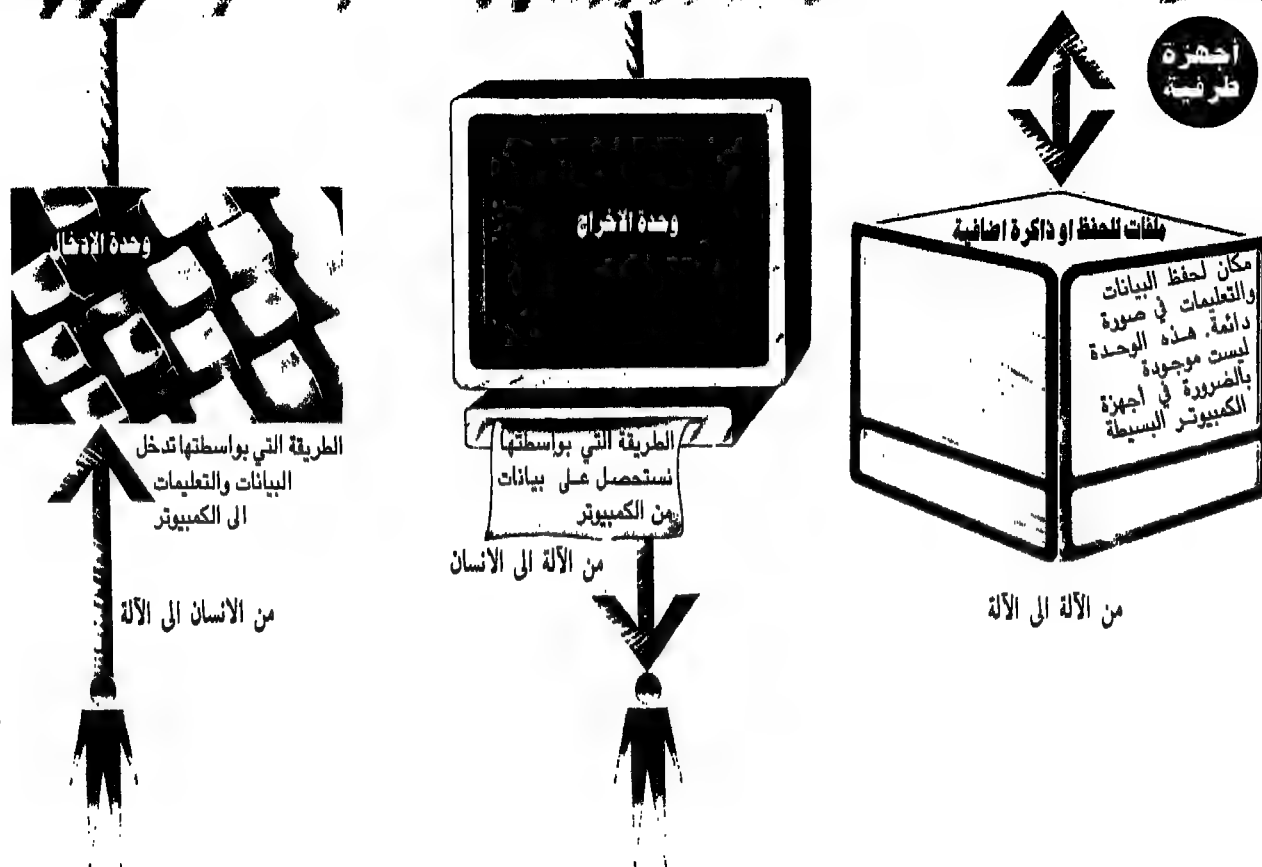 أجهزة
طرفية
وحدة الادخال
الطريقة التي بواسطتها تدخل
البيانات والتعليمات
الى الكمبيوتر
من الانسان الى الآلة
وحدة الاخراج
الطريقة التي بواسطتها
نستحصل على بيانات
من الكمبيوتر
من الآلة الى الانسان
ملفات للحفظ او ذاكرة اضافية
مكان لحفظ البيانات
والتعليمات في صورة
دائمة. هذه الوحدة
ليست موجودة
بالضرورة في اجهزة
الكمبيوتر البسيطة
من الآلة الى الآلة